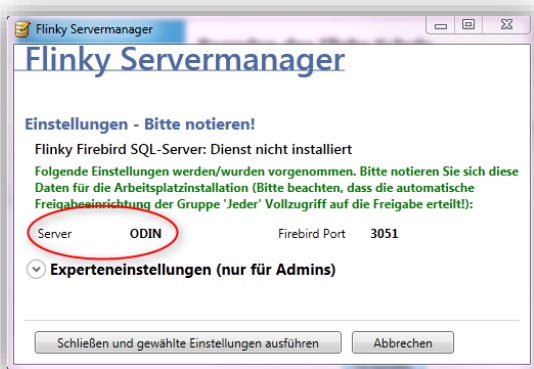 Flinky Servermanager
Flinky Servermanager
Einstellungen - Bitte notieren!
Flinky Firebird SQL-Server: Dienst nicht installiert
Folgende Einstellungen werden/wurden vorgenommen. Bitte notieren Sie sich diese
Daten für die Arbeitsplatzinstallation (Bitte beachten, dass die automatische
Freigabeeinrichtung der Gruppe 'Jeder' Vollzugriff auf die Freigabe erteilt!):
Server ODIN Firebird Port 3051
Experteneinstellungen (nur für Admins)
Schließen und gewählte Einstellungen ausführen Abbrechen